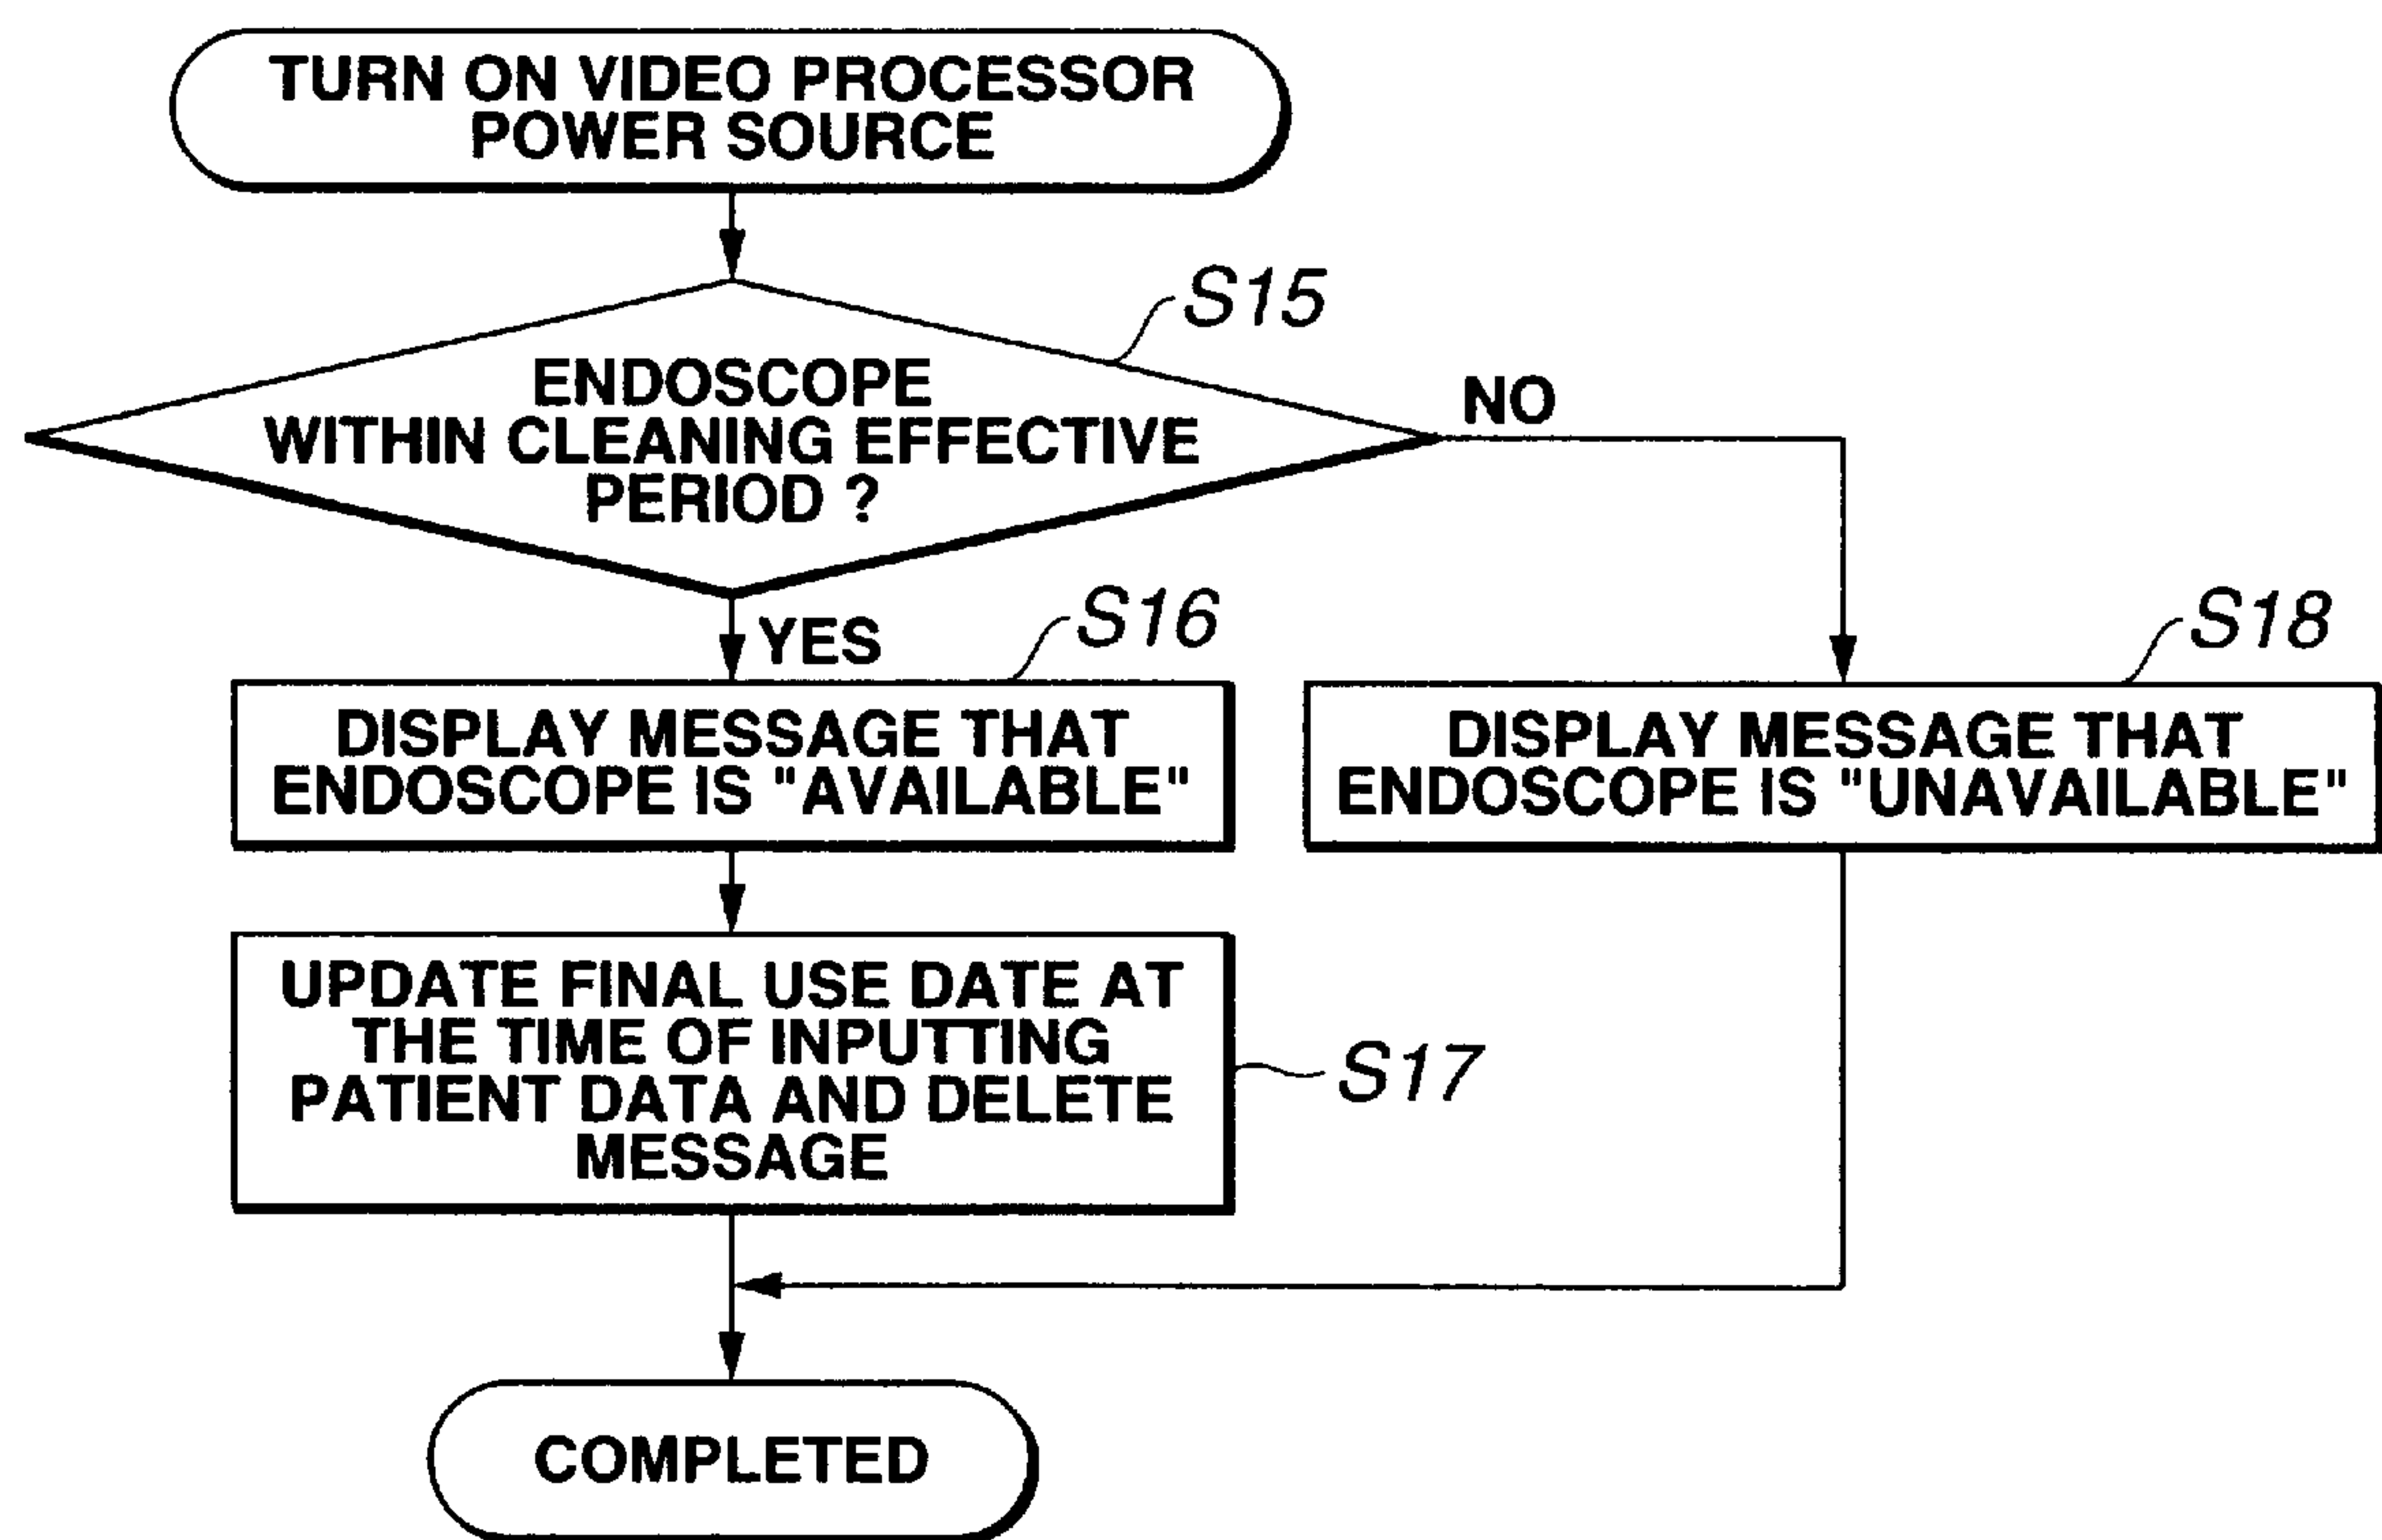 TURN ON VIDEO PROCESSOR
POWER SOURCE
S15
ENDOSCOPE
WITHIN CLEANING EFFECTIVE
PERIOD ?
NO
YES
S16
S18
DISPLAY MESSAGE THAT
ENDOSCOPE IS "AVAILABLE"
DISPLAY MESSAGE THAT
ENDOSCOPE IS "UNAVAILABLE"
UPDATE FINAL USE DATE AT
THE TIME OF INPUTTING
PATIENT DATA AND DELETE
MESSAGE
S17
COMPLETED